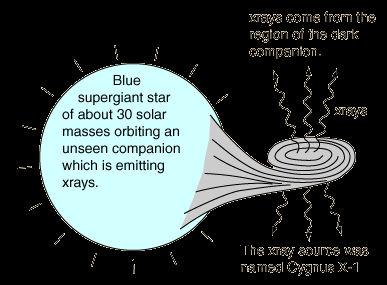 xrays come from the
region of the dark
companion.
Blue
supergiant star
of about 30 solar
masses orbiting an
unseen companion
which is emitting
xrays.
xrays
The xray source was
named Cygnus X-1